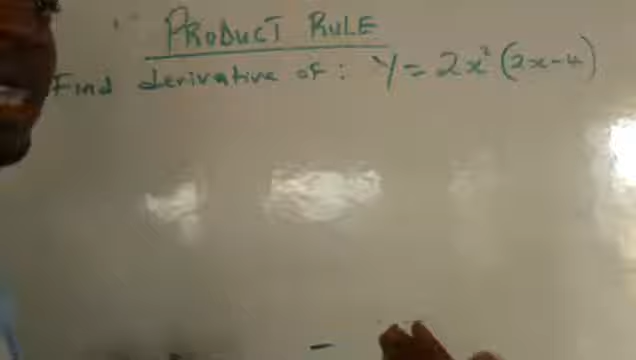 PRODUCT RULE
Find derivative of : Y = 2x²(2x-4)